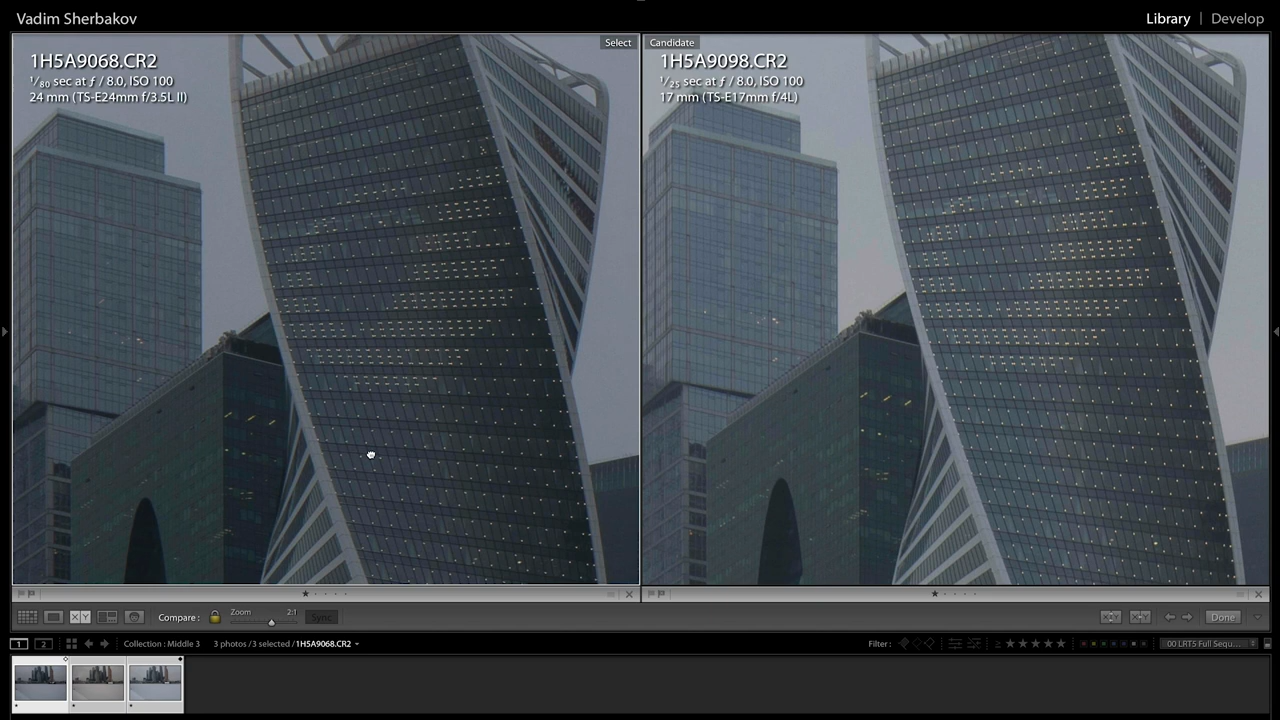 Vadim Sherbakov
Library | Develop
Select
1H5A9068.CR2
1/80 sec at ƒ / 8.0, ISO 100
24 mm (TS-E24mm f/3.5L II)
Candidate
1H5A9098.CR2
1/25 sec at ƒ / 8.0, ISO 100
17 mm (TS-E17mm f/4L)
XY
Compare :
Zoom
2:1
Sync
Done
1
2
Collection : Middle 3
3 photos / 3 selected / 1H5A9068.CR2
Filter :
00 LRT5 Full Sequ...